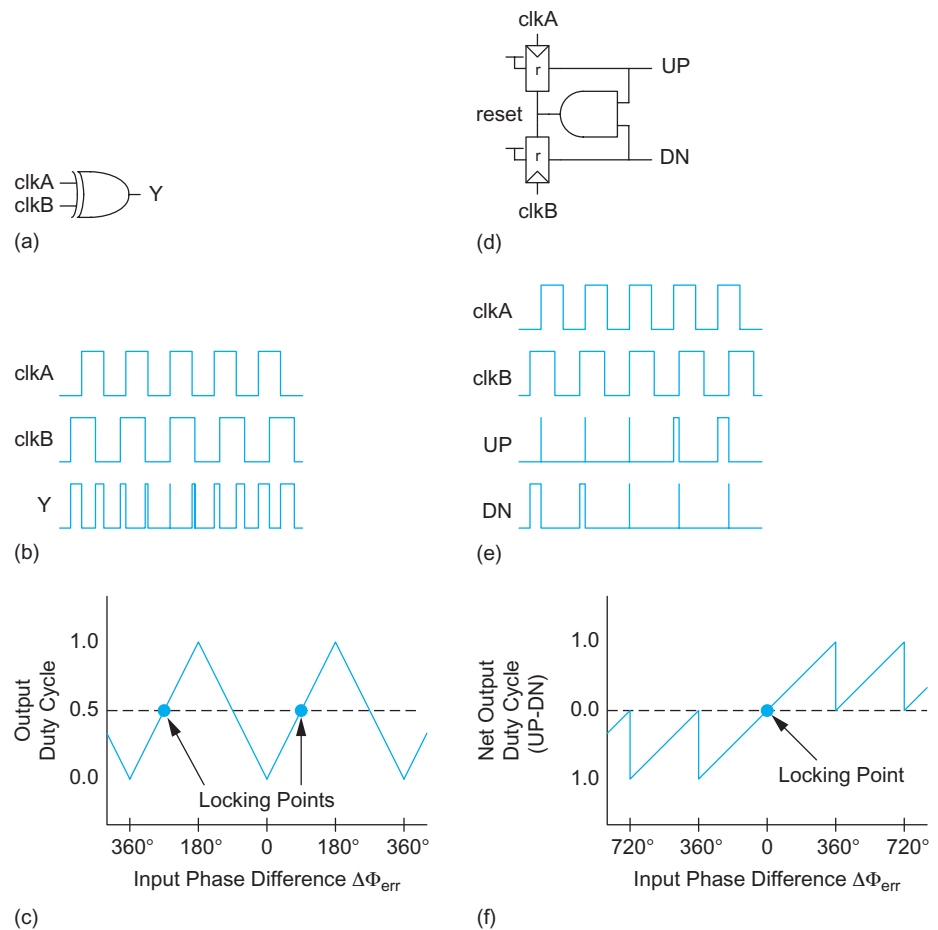 clkA
clkB
Y
(a)
clkA
r
UP
reset
r
DN
clkB
(d)
clkA
clkB
Y
(b)
clkA
clkB
UP
DN
(e)
Output
Duty Cycle
1.0
0.5
0.0
Locking Points
360° 180° 0 180° 360°
Input Phase Difference ΔΦerr
(c)
Net Output
Duty Cycle
(UP-DN)
1.0
0.0
1.0
Locking Point
720° 360° 0 360° 720°
Input Phase Difference ΔΦerr
(f)